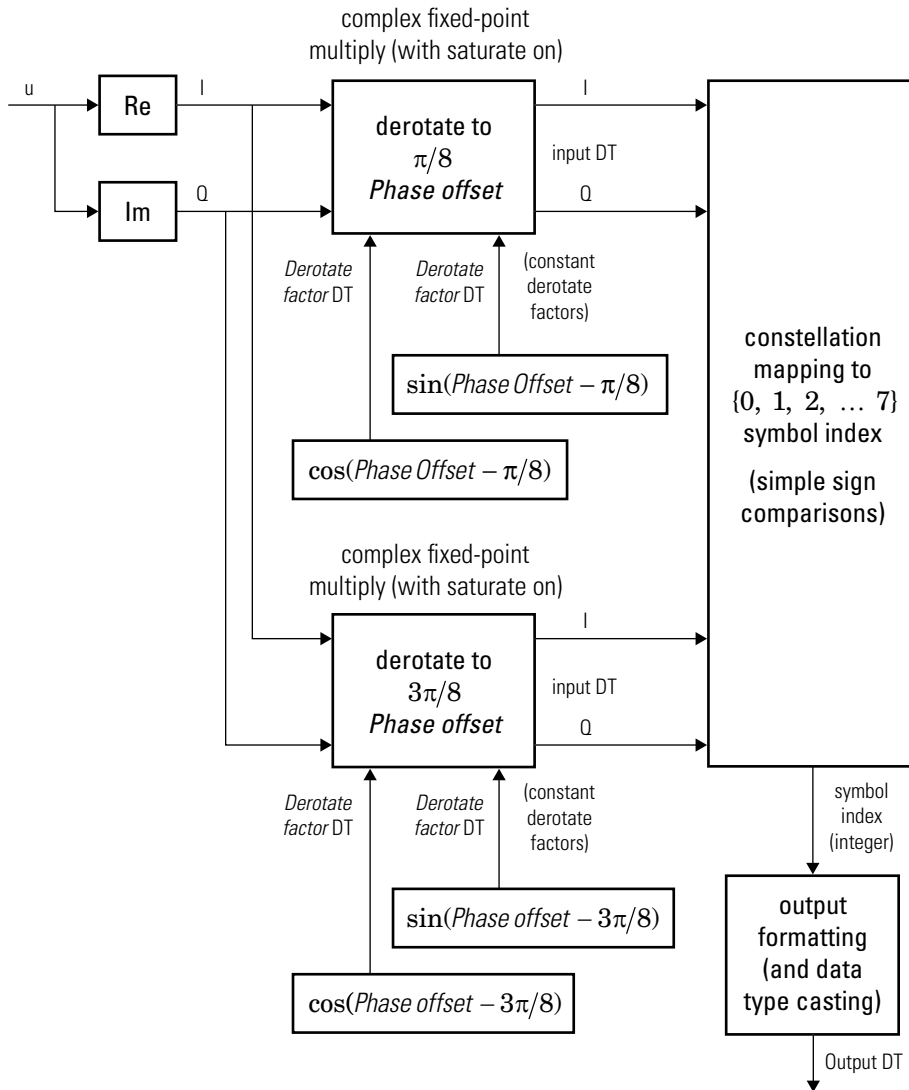 complex fixed-point
multiply (with saturate on)
u
Re
I
Im
Q
derotate to
π/8
Phase offset
I
input DT
Q
Derotate
factor DT
Derotate
factor DT
(constant
derotate
factors)
sin(Phase Offset − π/8)
cos(Phase Offset − π/8)
constellation
mapping to
{0, 1, 2, … 7}
symbol index
(simple sign
comparisons)
complex fixed-point
multiply (with saturate on)
derotate to
3π/8
Phase offset
I
input DT
Q
Derotate
factor DT
Derotate
factor DT
(constant
derotate
factors)
sin(Phase offset − 3π/8)
cos(Phase offset − 3π/8)
symbol
index
(integer)
output
formatting
(and data
type casting)
Output DT